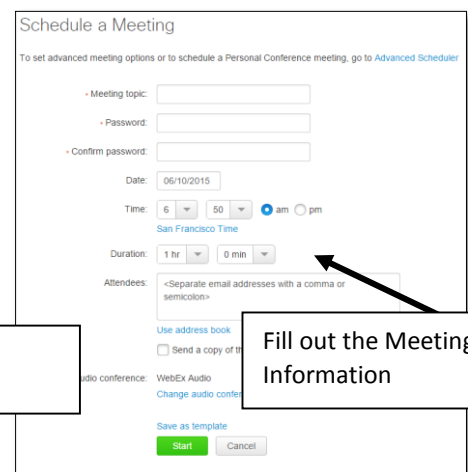 Schedule a Meeting
To set advanced meeting options or to schedule a Personal Conference meeting, go to Advanced Scheduler
• Meeting topic:
• Password:
• Confirm password:
Date: 06/10/2015
Time: 6 50 am pm
San Francisco Time
Duration: 1 hr 0 min
Attendees: <Separate email addresses with a comma or
semicolon>
Use address book
Send a copy of
Fill out the Meeting
Information
conference: WebEx Audio
Change audio
Save as template
Start Cancel